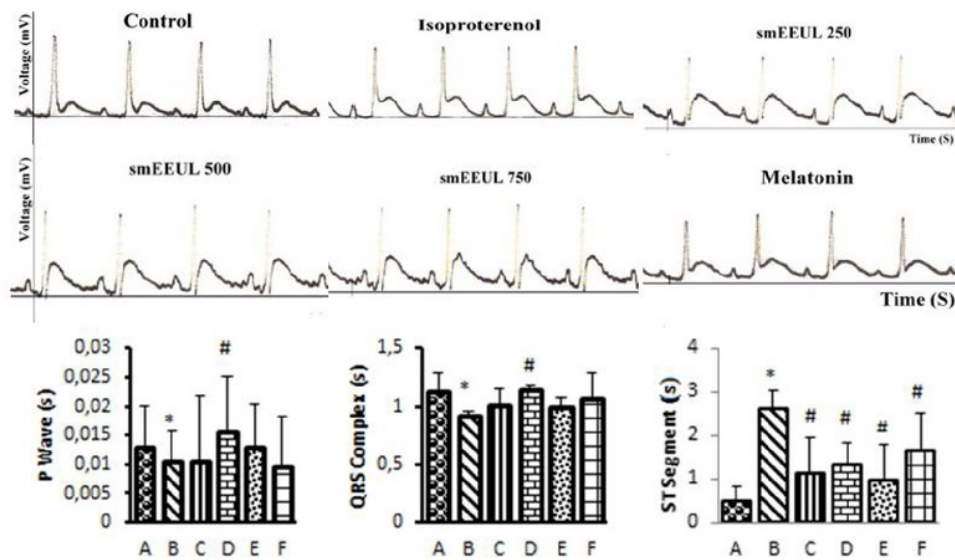 Control
Isoproterenol
smEEUL 250
Voltage (mV)
Time (S)
smEEUL 500
smEEUL 750
Melatonin
Voltage (mV)
Time (S)
P Wave (s)
0,03
0,025
0,02
0,015
0,01
0,005
0
* #
A B C D E F
QRS Complex (s)
1,5
1
0,5
0
* #
A B C D E F
STSegment (s)
4
3
2
1
0
* # # # #
A B C D E F